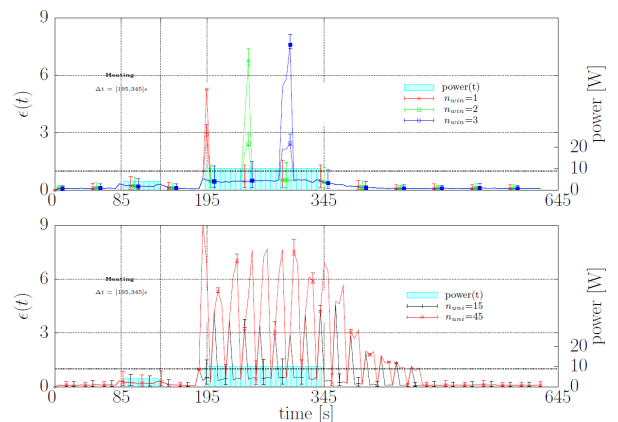 9
6
3
0
ϵ(t)
Heating
Δt = [195,345]s
power(t)
n_win=1
n_win=2
n_win=3
20
10
0
power [W]
0 85 195 345 645
9
6
3
0
ϵ(t)
Heating
Δt = [195,345]s
power(t)
n_uni=15
n_uni=45
20
10
0
power [W]
0 85 195 345 645
time [s]